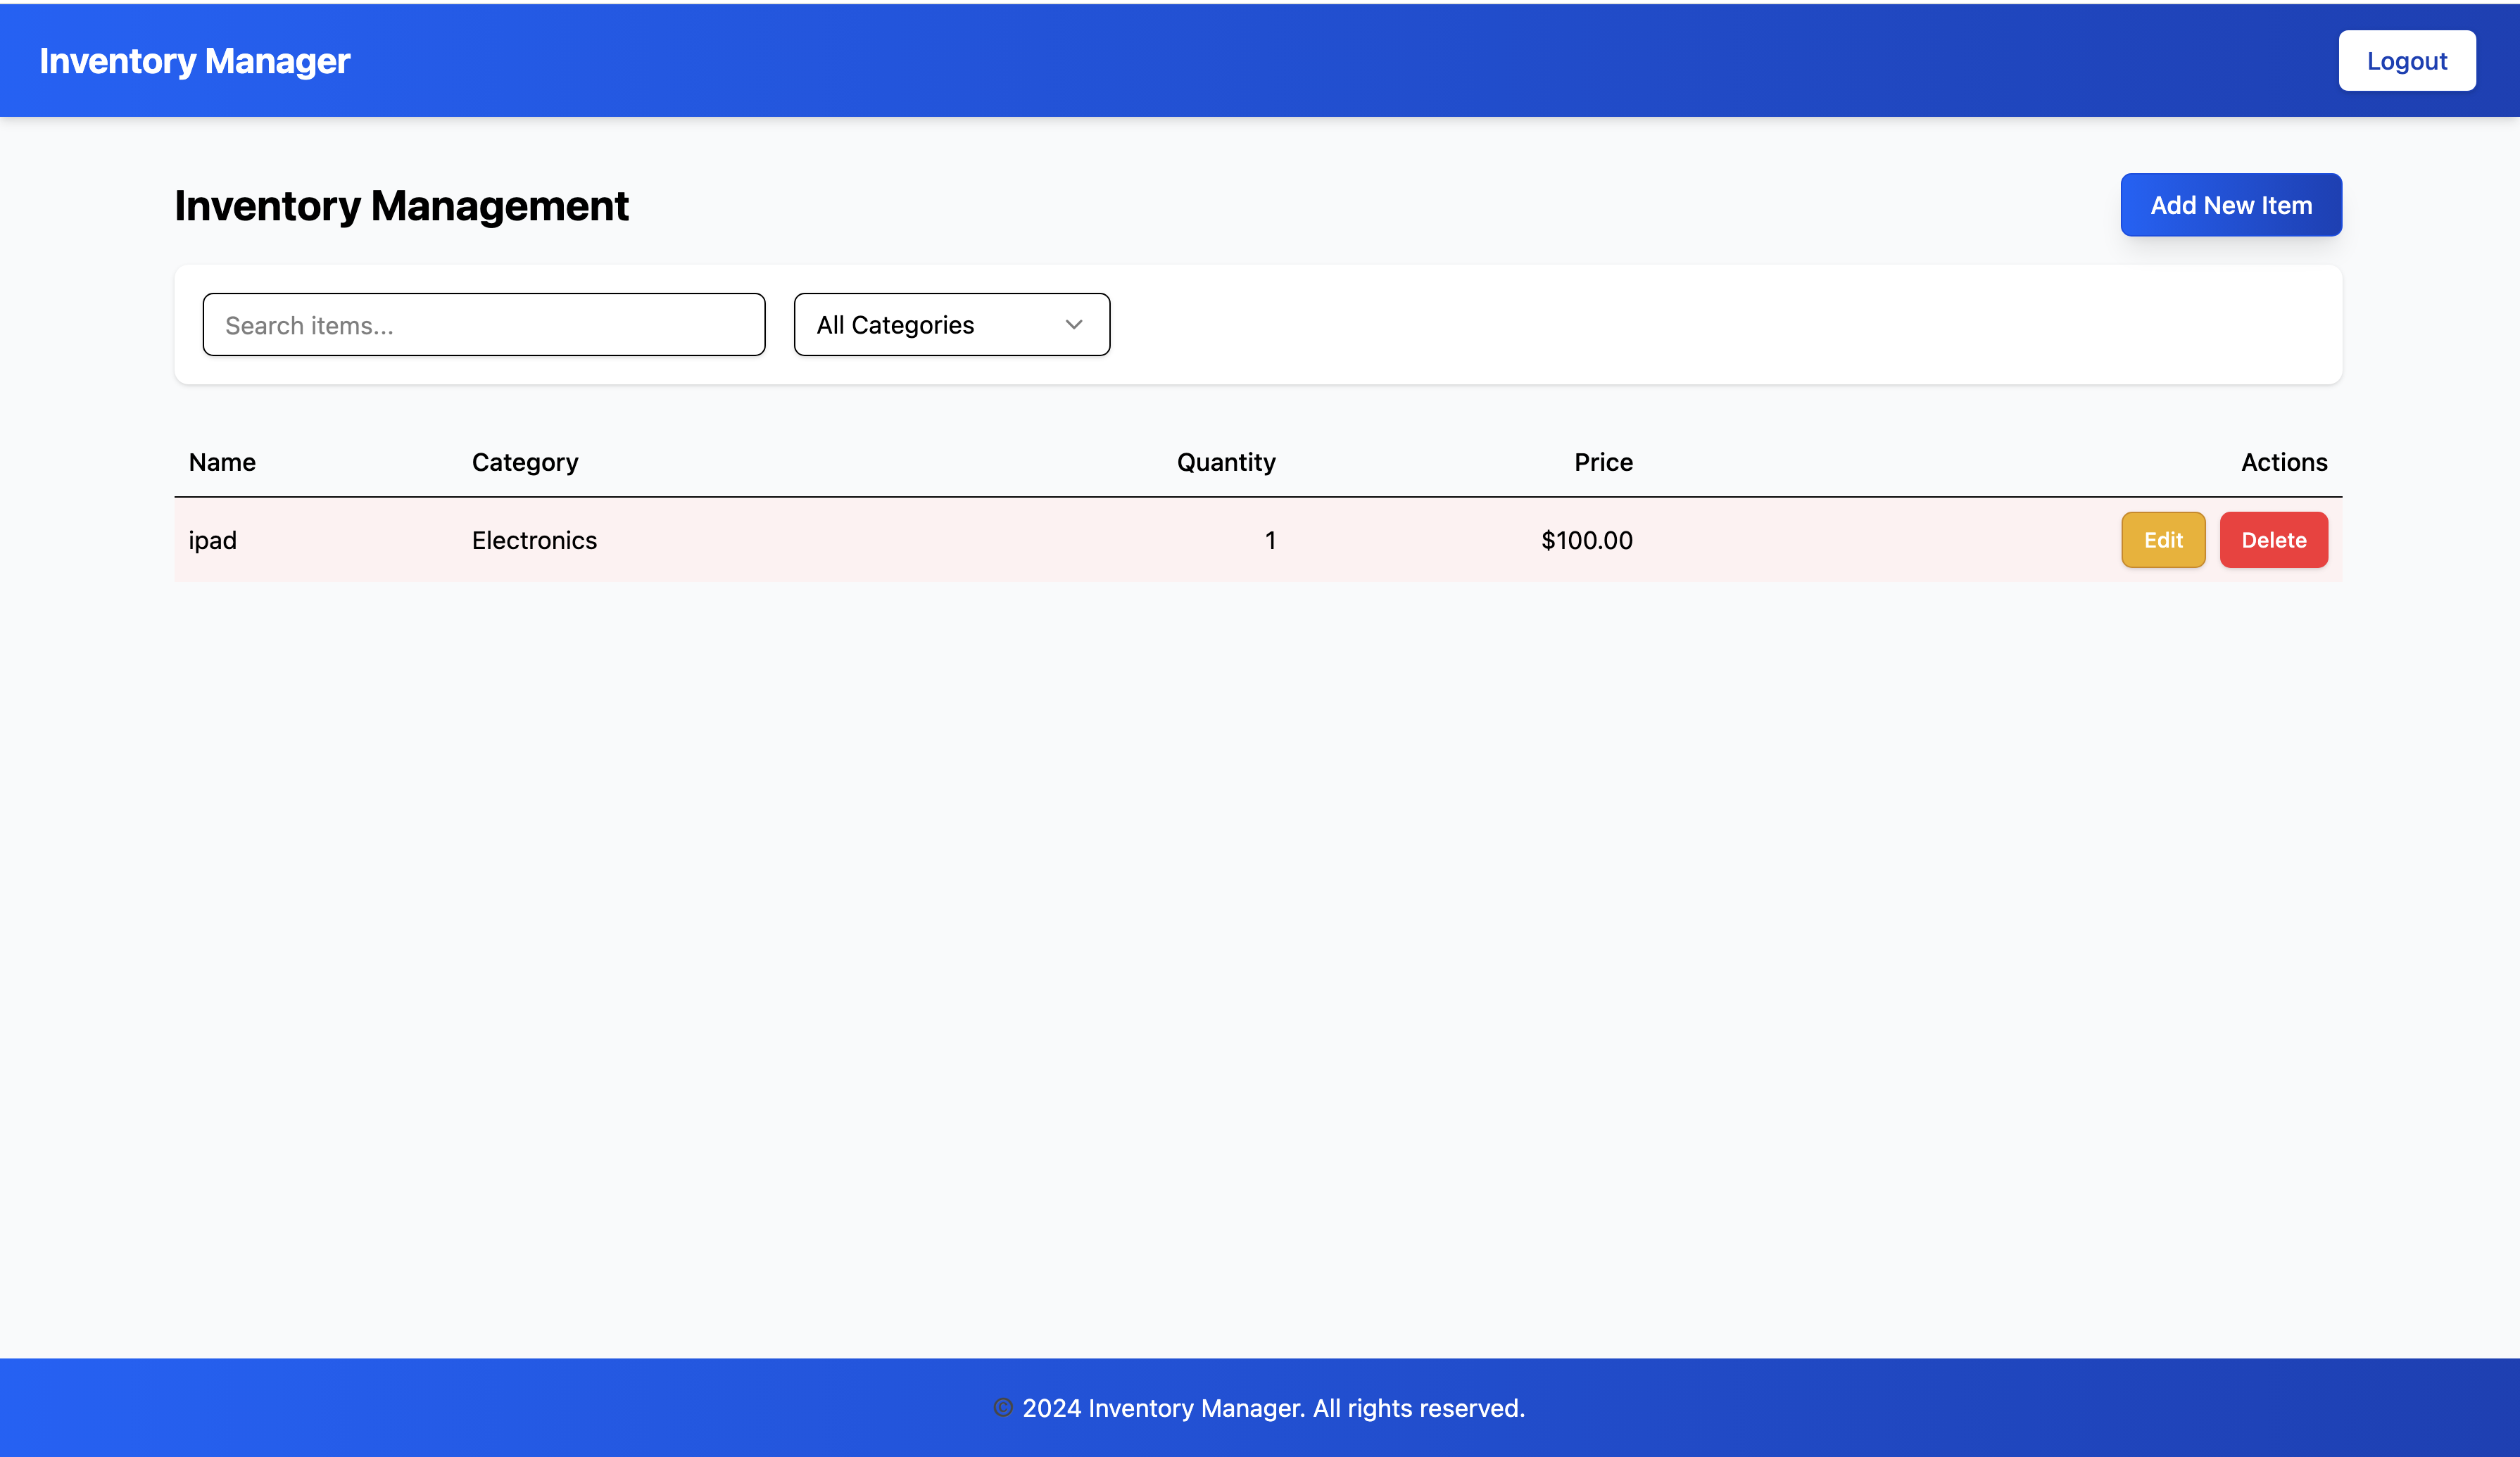 Inventory Manager Logout
Inventory Management Add New Item
Search items... All Categories
Name Category Quantity Price Actions
ipad Electronics 1 $100.00 Edit Delete
© 2024 Inventory Manager. All rights reserved.